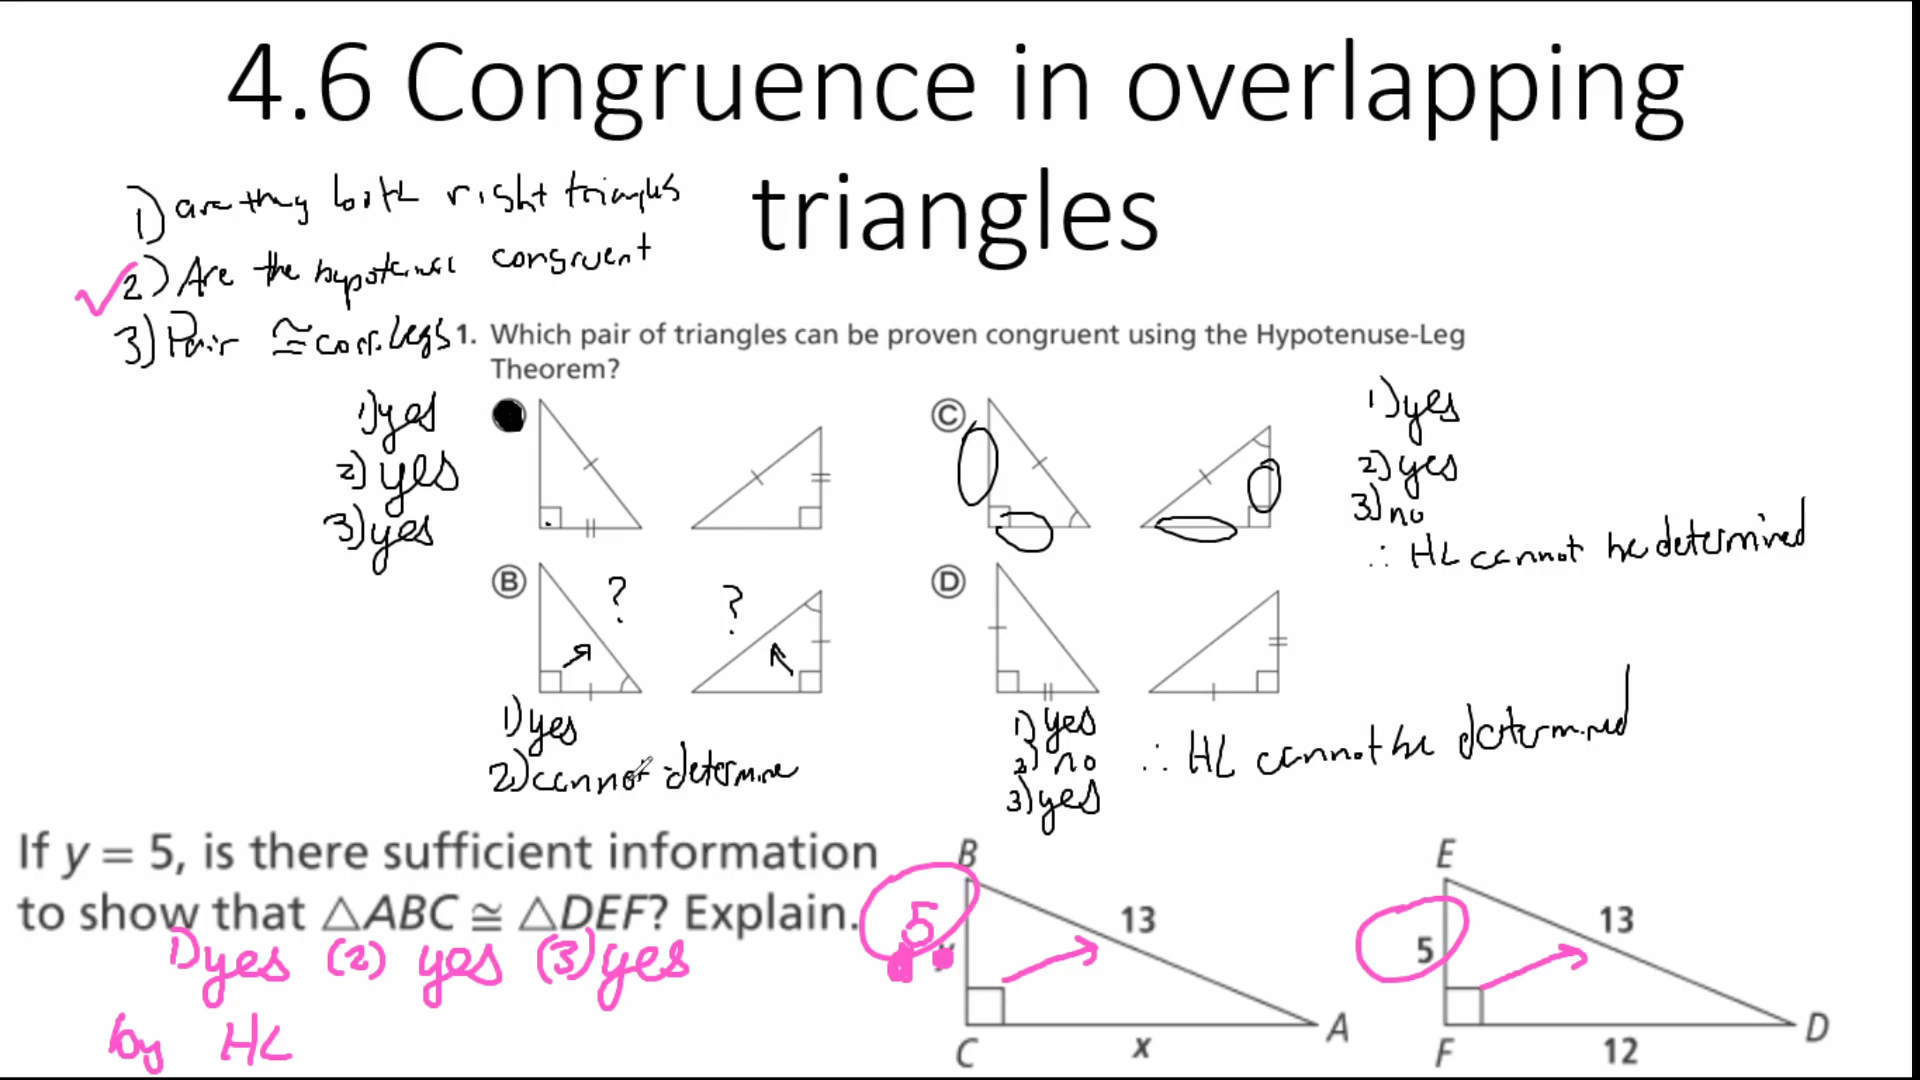 4.6 Congruence in overlapping
triangles
1) are they both right triangles
2) Are the hypotenuse congruent
3) Pair ≅ corr. legs
1. Which pair of triangles can be proven congruent using the Hypotenuse-Leg
Theorem?
1) yes
2) yes
3) yes
C
1) yes
2) yes
3) no
∴ HL cannot be determined
B
?
?
1) yes
2) cannot determine
D
1) yes
2) no
3) yes
∴ HL cannot be determined
If y = 5, is there sufficient information
to show that △ABC ≅ △DEF? Explain.
1) yes (2) yes (3) yes
by HL
B
5
y
13
C
x
A
E
5
13
F
12
D